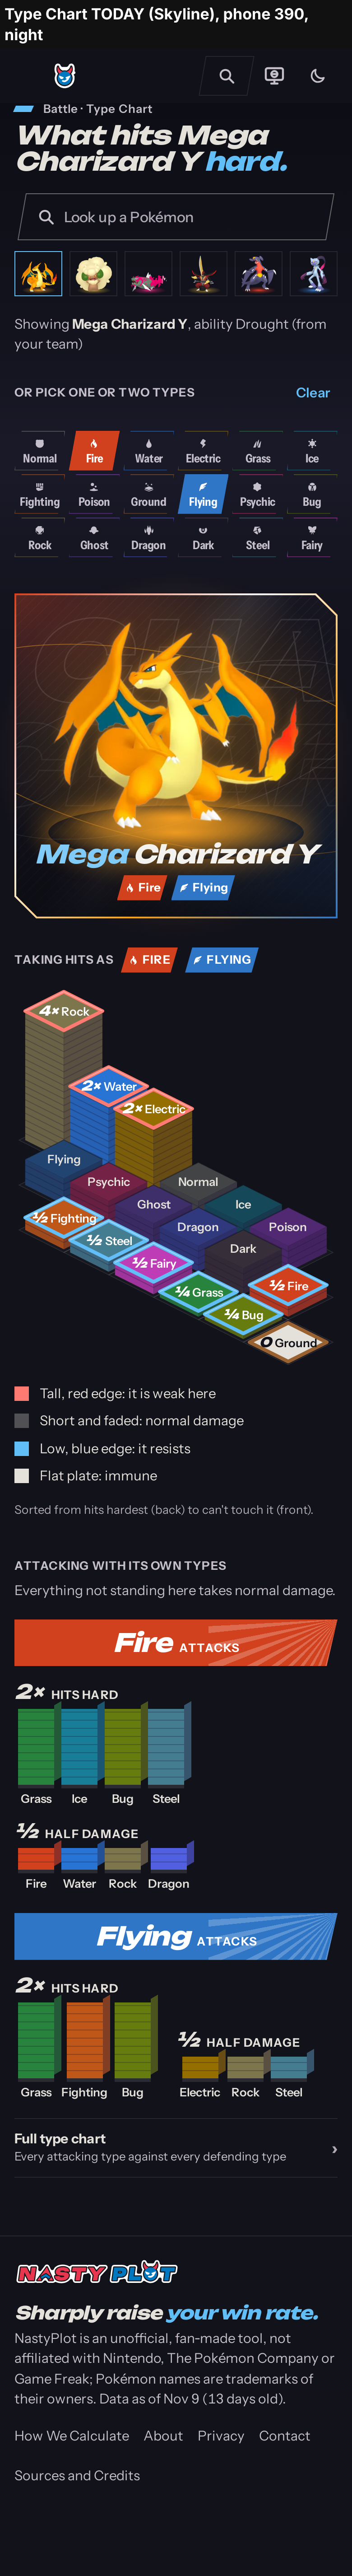 Type Chart TODAY (Skyline), phone 390,
night
Battle · Type Chart
What hits Mega
Charizard Y hard.
Look up a Pokémon
Showing Mega Charizard Y, ability Drought (from
your team)
OR PICK ONE OR TWO TYPES
Clear
Normal Fire Water Electric Grass Ice
Fighting Poison Ground Flying Psychic Bug
Rock Ghost Dragon Dark Steel Fairy
Mega Charizard Y
Fire Flying
TAKING HITS AS FIRE FLYING
4× Rock
2× Water
2× Electric
Flying
Psychic
Normal
Ghost
Ice
½ Fighting
Dragon
Poison
½ Steel
Dark
½ Fairy
½ Fire
¼ Grass
¼ Bug
0 Ground
Tall, red edge: it is weak here
Short and faded: normal damage
Low, blue edge: it resists
Flat plate: immune
Sorted from hits hardest (back) to can't touch it (front).
ATTACKING WITH ITS OWN TYPES
Everything not standing here takes normal damage.
Fire ATTACKS
2× HITS HARD
Grass Ice Bug Steel
½ HALF DAMAGE
Fire Water Rock Dragon
Flying ATTACKS
2× HITS HARD
Grass Fighting Bug
½ HALF DAMAGE
Electric Rock Steel
Full type chart
Every attacking type against every defending type
›
NASTY PLOT
Sharply raise your win rate.
NastyPlot is an unofficial, fan-made tool, not
affiliated with Nintendo, The Pokémon Company or
Game Freak; Pokémon names are trademarks of
their owners. Data as of Nov 9 (13 days old).
How We Calculate About Privacy Contact
Sources and Credits